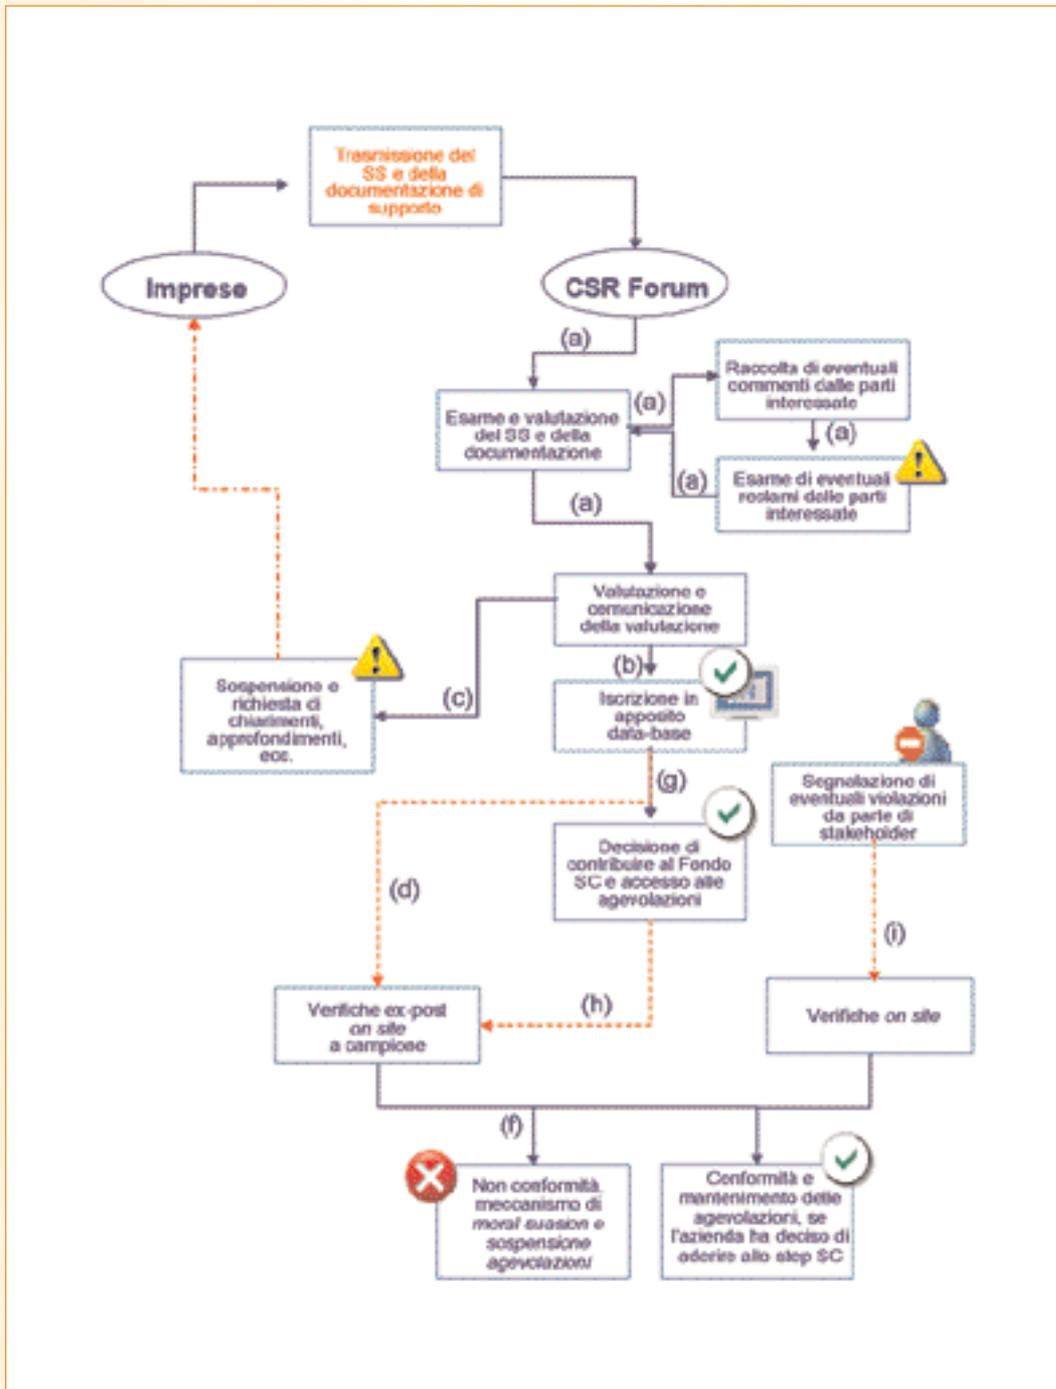 Trasmissione del
SS e della
documentazione di
supporto
Imprese
CSR Forum
(a)
Raccolta di eventuali
commenti dalle parti
interessate
(a)
Esame e valutazione
del SS e della
documentazione
(a)
(a)
Esame di eventuali
reclami delle parti
interessate
(a)
Valutazione e
comunicazione
della valutazione
(b)
(c)
Sospensione e
richiesta di
chiarimenti,
approfondimenti,
ecc.
Iscrizione in
apposito
data-base
(g)
Segnalazione di
eventuali violazioni
da parte di
stakeholder
Decisione di
contribuire al Fondo
SC e accesso alle
agevolazioni
(d)
(i)
Verifiche ex-post
on site
a campione
(h)
Verifiche on site
(f)
Non conformità,
meccanismo di
moral suasion e
sospensione
agevolazioni
Conformità e
mantenimento delle
agevolazioni, se
l'azienda ha deciso di
aderire allo step SC